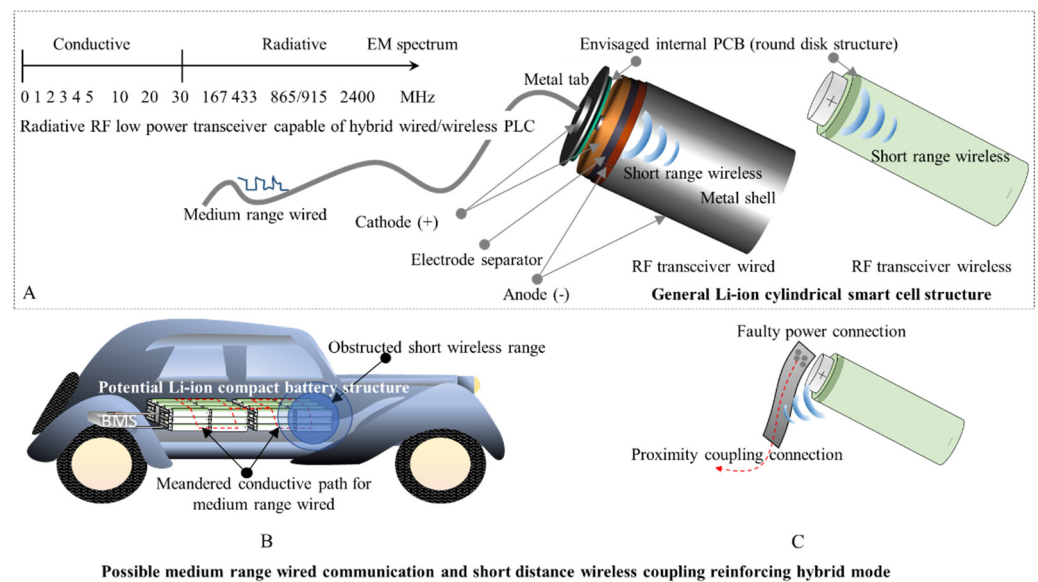 Conductive Radiative EM spectrum
0 1 2 3 4 5 10 20 30 167 433 865/915 2400 MHz
Radiative RF low power transceiver capable of hybrid wired/wireless PLC
Medium range wired
Envisaged internal PCB (round disk structure)
Metal tab
Short range wireless
Metal shell
Cathode (+)
Electrode separator
Anode (-)
RF transceiver wired
+
Short range wireless
RF transceiver wireless
General Li-ion cylindrical smart cell structure
A
Obstructed short wireless range
Potential Li-ion compact battery structure
BMS
Meandered conductive path for
medium range wired
B
Faulty power connection
+
Proximity coupling connection
C
Possible medium range wired communication and short distance wireless coupling reinforcing hybrid mode